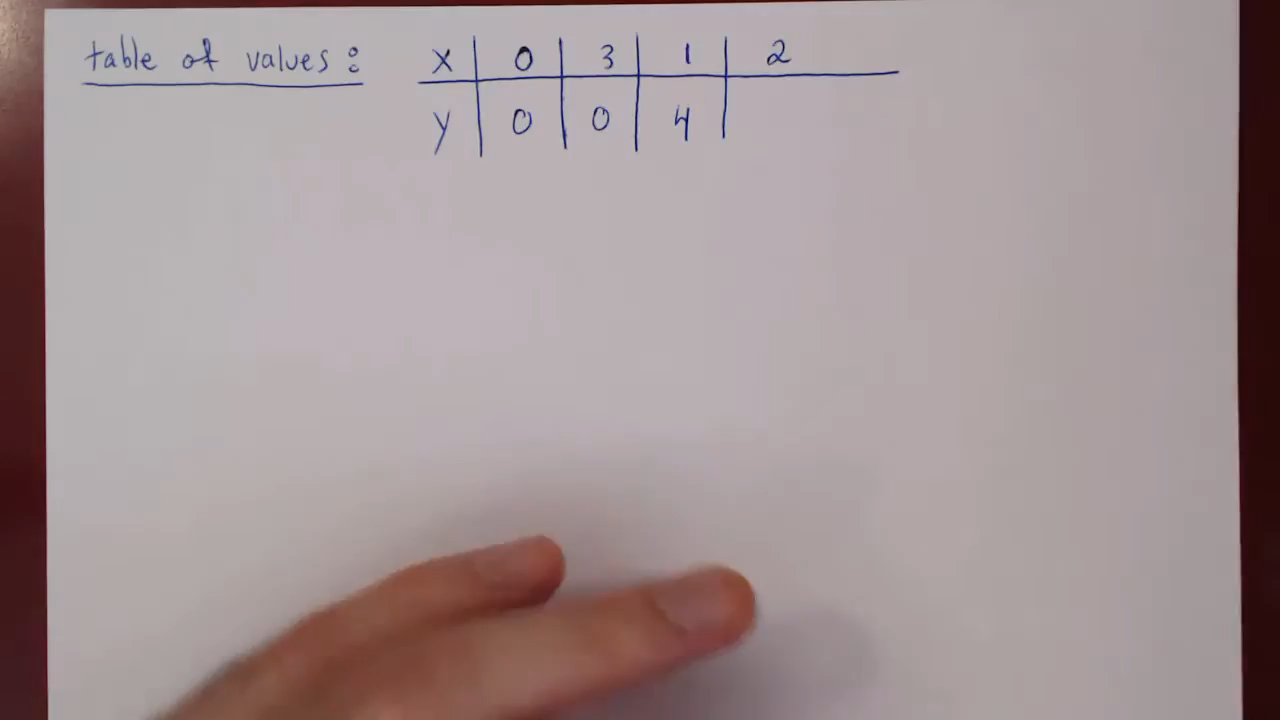 table of values: x | 0 | 3 | 1 | 2
y | 0 | 0 | 4 |